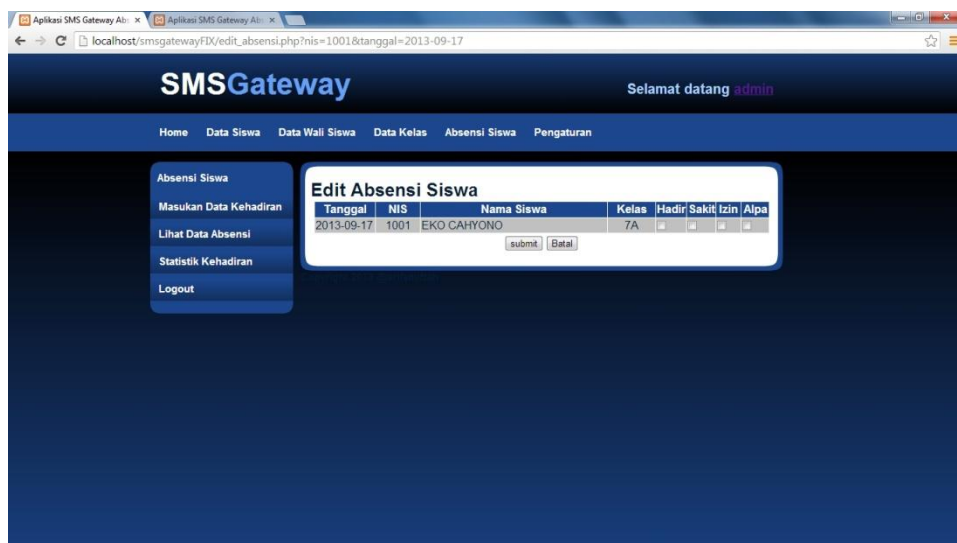 Aplikasi SMS Gateway Abs
Aplikasi SMS Gateway Abs
localhost/smsgatewayFIX/edit_absensi.php?nis=1001&tanggal=2013-09-17
SMSGateway
Selamat datang admin
Home Data Siswa Data Wali Siswa Data Kelas Absensi Siswa Pengaturan
Absensi Siswa
Masukan Data Kehadiran
Lihat Data Absensi
Statistik Kehadiran
Logout
Edit Absensi Siswa
Tanggal NIS Nama Siswa Kelas Hadir Sakit Izin Alpa
2013-09-17 1001 EKO CAHYONO 7A
submit Batal